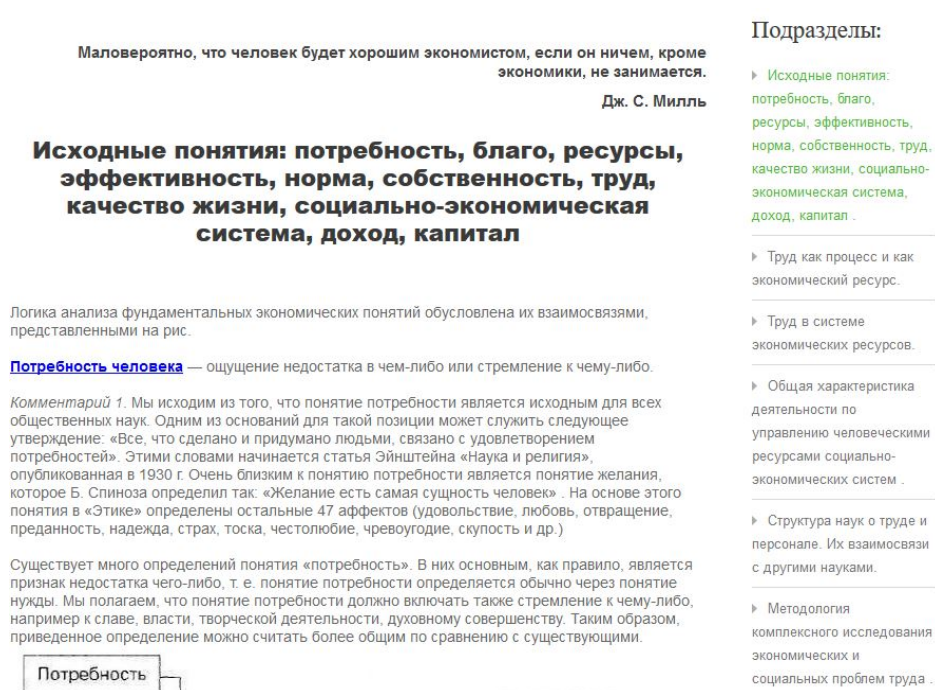 Маловероятно, что человек будет хорошим экономистом, если он ничем, кроме
экономики, не занимается.
Дж. С. Милль
Исходные понятия: потребность, благо, ресурсы,
эффективность, норма, собственность, труд,
качество жизни, социально-экономическая
система, доход, капитал
Логика анализа фундаментальных экономических понятий обусловлена их взаимосвязями,
представленными на рис.
Потребность человека — ощущение недостатка в чем-либо или стремление к чему-либо.
Комментарий 1. Мы исходим из того, что понятие потребности является исходным для всех
общественных наук. Одним из оснований для такой позиции может служить следующее
утверждение: «Все, что сделано и придумано людьми, связано с удовлетворением
потребностей». Этими словами начинается статья Эйнштейна «Наука и религия»,
опубликованная в 1930 г. Очень близким к понятию потребности является понятие желания,
которое Б. Спиноза определил так: «Желание есть самая сущность человек» . На основе этого
понятия в «Этике» определены остальные 47 аффектов (удовольствие, любовь, отвращение,
преданность, надежда, страх, тоска, честолюбие, чревоугодие, скупость и др.)
Существует много определений понятия «потребность». В них основным, как правило, является
признак недостатка чего-либо, т. е. понятие потребности определяется обычно через понятие
нужды. Мы полагаем, что понятие потребности должно включать также стремление к чему-либо,
например к славе, власти, творческой деятельности, духовному совершенству. Таким образом,
приведенное определение можно считать более общим по сравнению с существующими.
Потребность
Подразделы:
Исходные понятия:
потребность, благо,
ресурсы, эффективность,
норма, собственность, труд,
качество жизни, социально-
экономическая система,
доход, капитал .
Труд как процесс и как
экономический ресурс.
Труд в системе
экономических ресурсов.
Общая характеристика
деятельности по
управлению человеческими
ресурсами социально-
экономических систем .
Структура наук о труде и
персонале. Их взаимосвязи
с другими науками.
Методология
комплексного исследования
экономических и
социальных проблем труда .